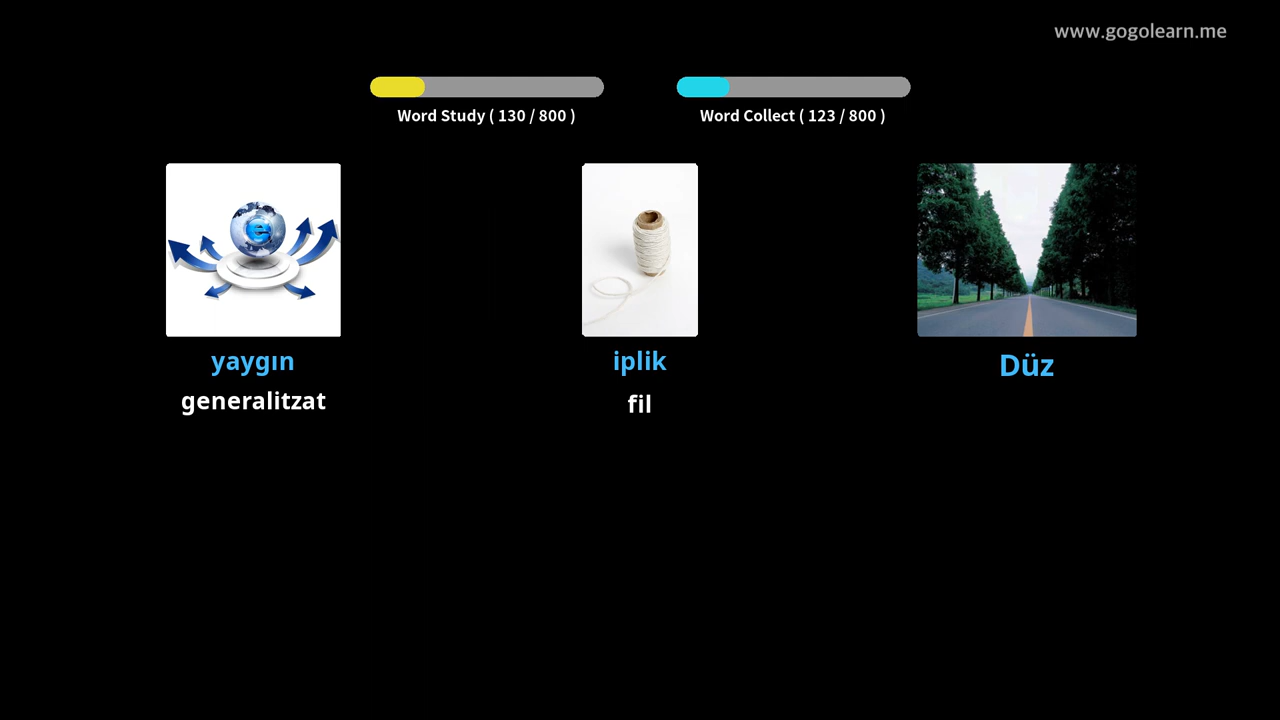 www.gogolearn.me
Word Study ( 130 / 800 )
Word Collect ( 123 / 800 )
yaygın
generalitzat
iplik
fil
Düz